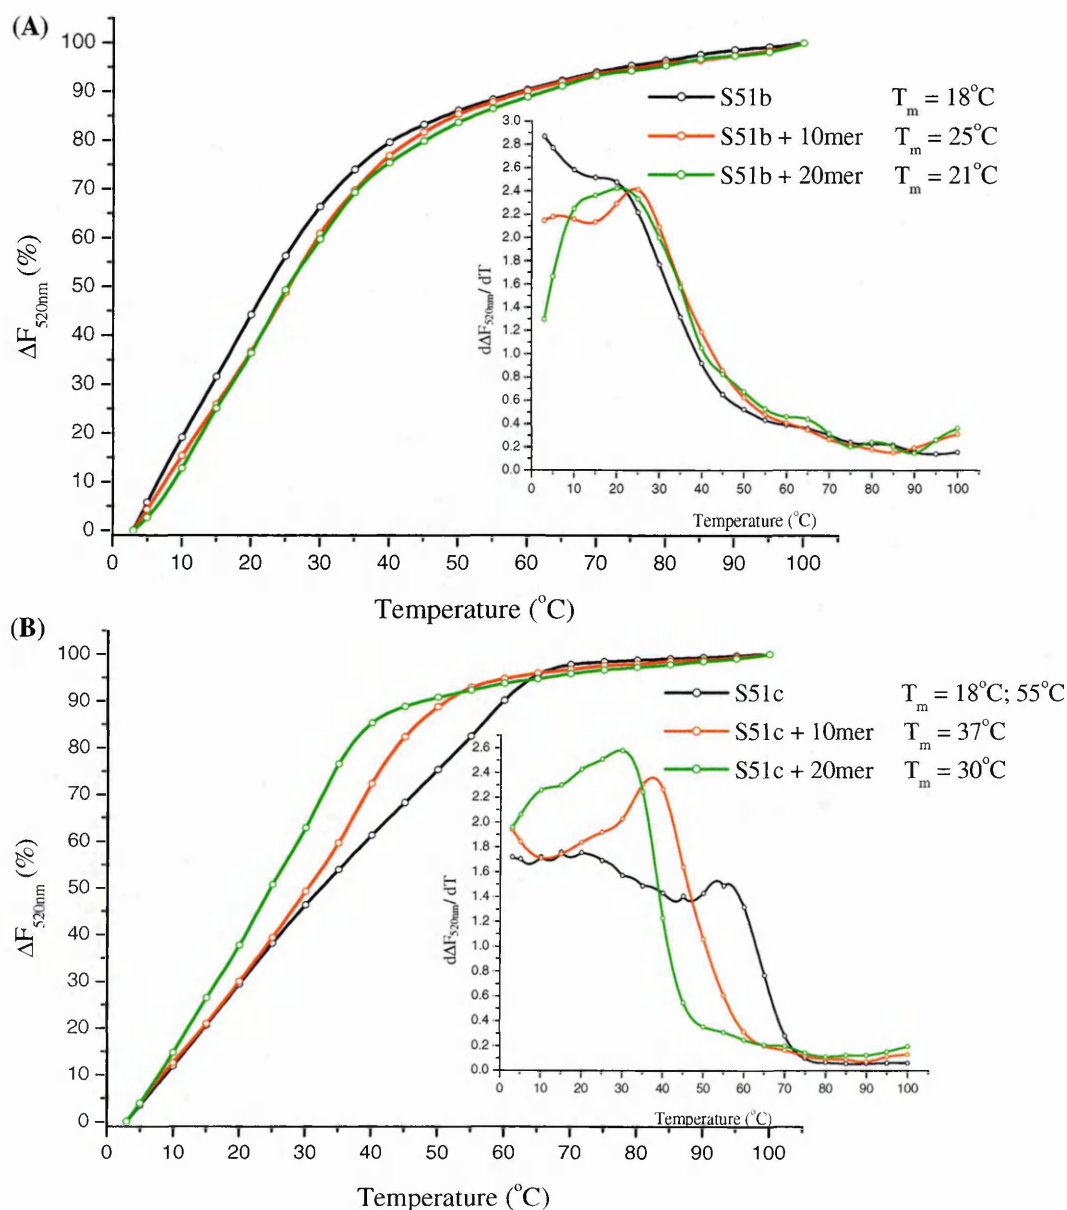 (A)
100
90
80
70
60
50
40
30
20
10
0
ΔF520nm (%)
S51b Tm = 18°C
S51b + 10mer Tm = 25°C
S51b + 20mer Tm = 21°C
3.0
2.8
2.6
2.4
2.2
2.0
1.8
1.6
1.4
1.2
1.0
0.8
0.6
0.4
0.2
0.0
dΔF520nm/ dT
0 10 20 30 40 50 60 70 80 90 100
Temperature (°C)
0 10 20 30 40 50 60 70 80 90 100
Temperature (°C)
(B)
100
90
80
70
60
50
40
30
20
10
0
ΔF520nm (%)
S51c Tm = 18°C; 55°C
S51c + 10mer Tm = 37°C
S51c + 20mer Tm = 30°C
2.6
2.4
2.2
2.0
1.8
1.6
1.4
1.2
1.0
0.8
0.6
0.4
0.2
0.0
dΔF520nm/ dT
0 10 20 30 40 50 60 70 80 90 100
Temperature (°C)
0 10 20 30 40 50 60 70 80 90 100
Temperature (°C)